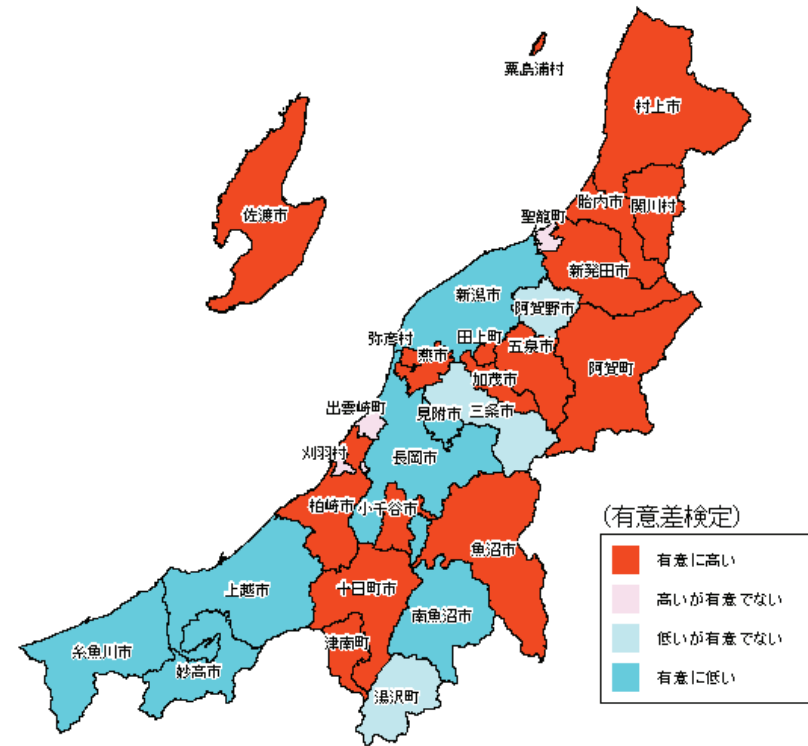 粟島浦村
村上市
佐渡市
胎内市
関川村
聖籠町
新発田市
新潟市
阿賀野市
弥彦村
田上町
燕市
五泉市
阿賀町
加茂市
出雲崎町
見附市
三条市
刈羽村
長岡市
柏崎市
小千谷市
魚沼市
上越市
十日町市
南魚沼市
糸魚川市
津南町
妙高市
湯沢町
(有意差検定)
有意に高い
高いが有意でない
低いが有意でない
有意に低い